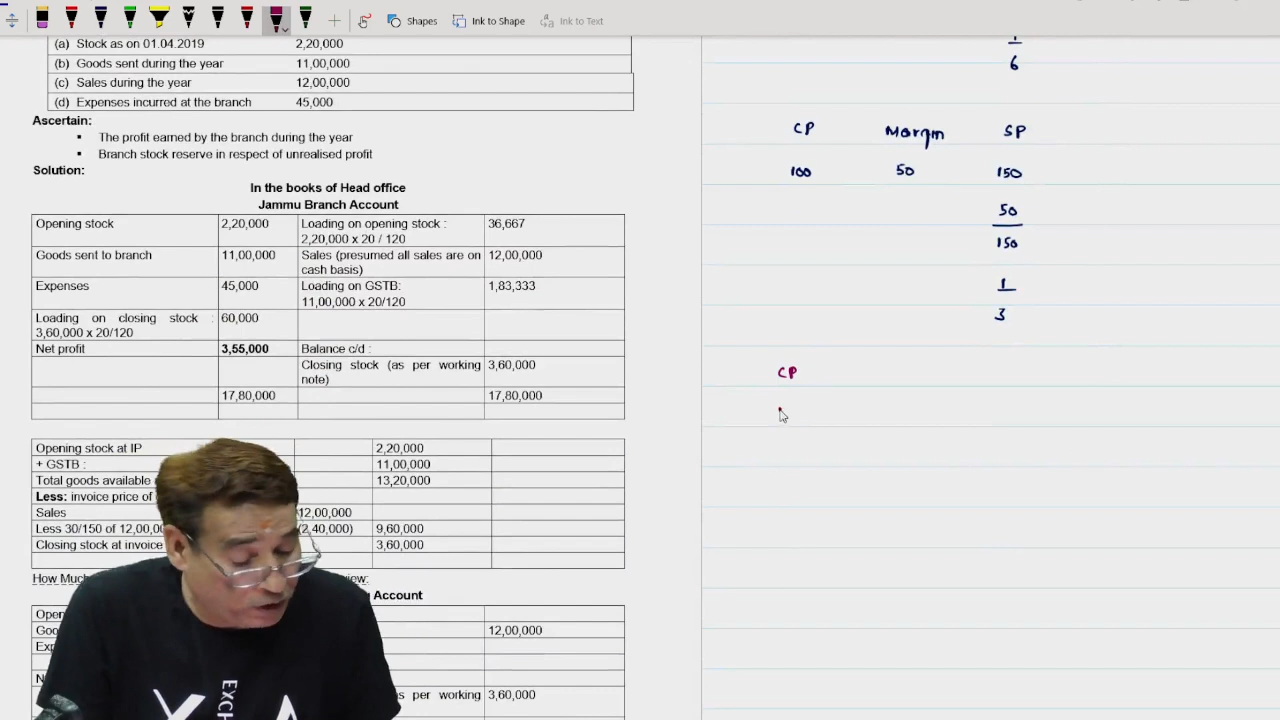 Shapes Ink to Shape Ink to Text
(a) Stock as on 01.04.2019 2,20,000
(b) Goods sent during the year 11,00,000
(c) Sales during the year 12,00,000
(d) Expenses incurred at the branch 45,000
Ascertain:
▪ The profit earned by the branch during the year
▪ Branch stock reserve in respect of unrealised profit
Solution:
In the books of Head office
Jammu Branch Account
Opening stock 2,20,000 Loading on opening stock : 36,667
2,20,000 x 20 / 120
Goods sent to branch 11,00,000 Sales (presumed all sales are on 12,00,000
cash basis)
Expenses 45,000 Loading on GSTB: 1,83,333
11,00,000 x 20/120
Loading on closing stock : 60,000
3,60,000 x 20/120
Net profit 3,55,000 Balance c/d :
Closing stock (as per working 3,60,000
note)
17,80,000 17,80,000
Opening stock at IP 2,20,000
+ GSTB : 11,00,000
Total goods available 13,20,000
Less: invoice price of
Sales 12,00,000
Less 30/150 of 12,00,00 (2,40,000) 9,60,000
Closing stock at invoice 3,60,000
How Much view:
Account
12,00,000
as per working 3,60,000
1
6
CP Margin SP
100 50 150
50
150
1
3
CP